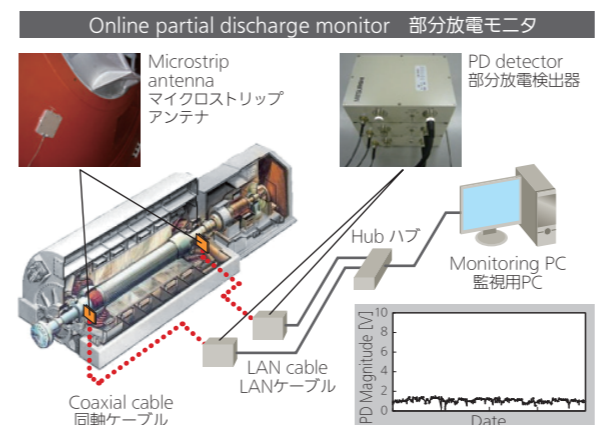 Online partial discharge monitor 部分放電モニタ
Microstrip
antenna
マイクロストリップ
アンテナ
PD detector
部分放電検出器
Hub ハブ
Monitoring PC
監視用PC
LAN cable
LANケーブル
Coaxial cable
同軸ケーブル
PD Magnitude [V]
10
8
6
4
2
0
Date